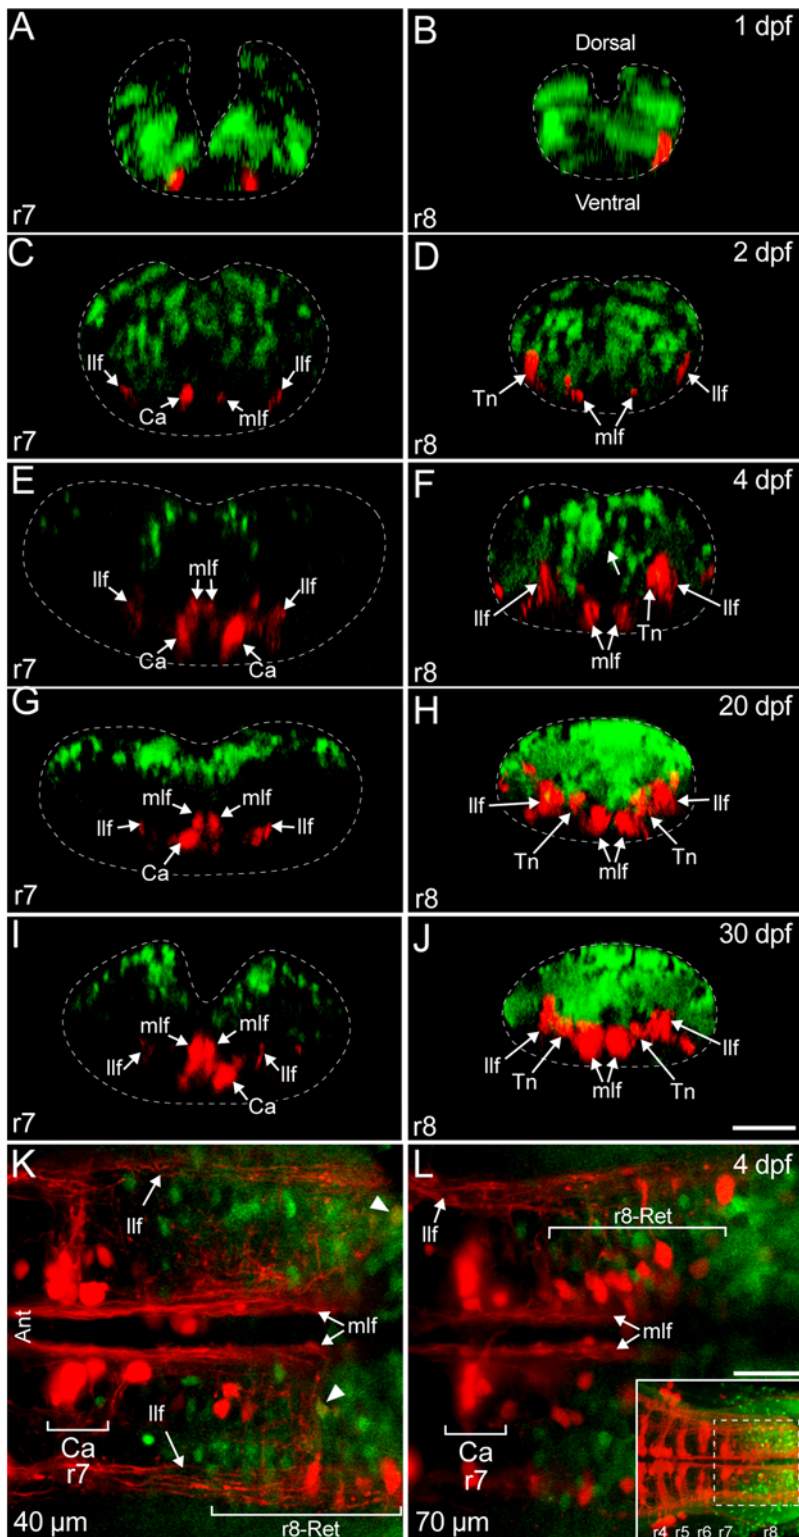 A
r7
B
1 dpf
Dorsal
Ventral
r8
C
llf
llf
Ca
mlf
r7
D
2 dpf
Tn
llf
mlf
r8
E
mlf
llf
llf
Ca
Ca
r7
F
4 dpf
llf
llf
Tn
mlf
r8
G
mlf
mlf
llf
llf
Ca
r7
H
20 dpf
llf
llf
Tn
Tn
mlf
r8
I
mlf
mlf
llf
llf
Ca
r7
J
30 dpf
llf
llf
Tn
Tn
mlf
r8
K
llf
Ant
mlf
llf
Ca
r7
40 μm
r8-Ret
L
4 dpf
llf
r8-Ret
mlf
Ca
r7
70 μm
r4 r5 r6 r7 r8